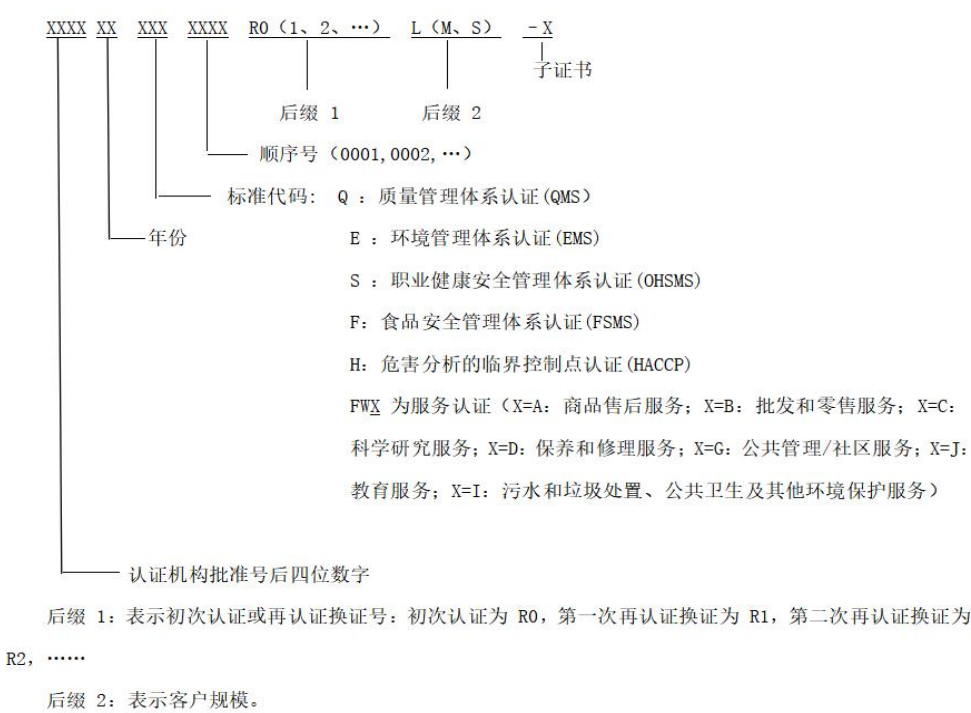 XXXX XX XXX XXXX R0（1、2、…） L（M、S） －X
子证书
后缀 1 后缀 2
顺序号（0001,0002,…）
标准代码： Q ：质量管理体系认证(QMS）
年份 E ：环境管理体系认证(EMS)
S ：职业健康安全管理体系认证(OHSMS)
F：食品安全管理体系认证(FSMS)
H：危害分析的临界控制点认证(HACCP)
FWX 为服务认证（X=A：商品售后服务；X=B：批发和零售服务；X=C：
科学研究服务；X=D：保养和修理服务；X=G：公共管理/社区服务；X=J：
教育服务；X=I：污水和垃圾处置、公共卫生及其他环境保护服务）
认证机构批准号后四位数字
后缀 1：表示初次认证或再认证换证号：初次认证为 R0，第一次再认证换证为 R1，第二次再认证换证为
R2，……
后缀 2：表示客户规模。